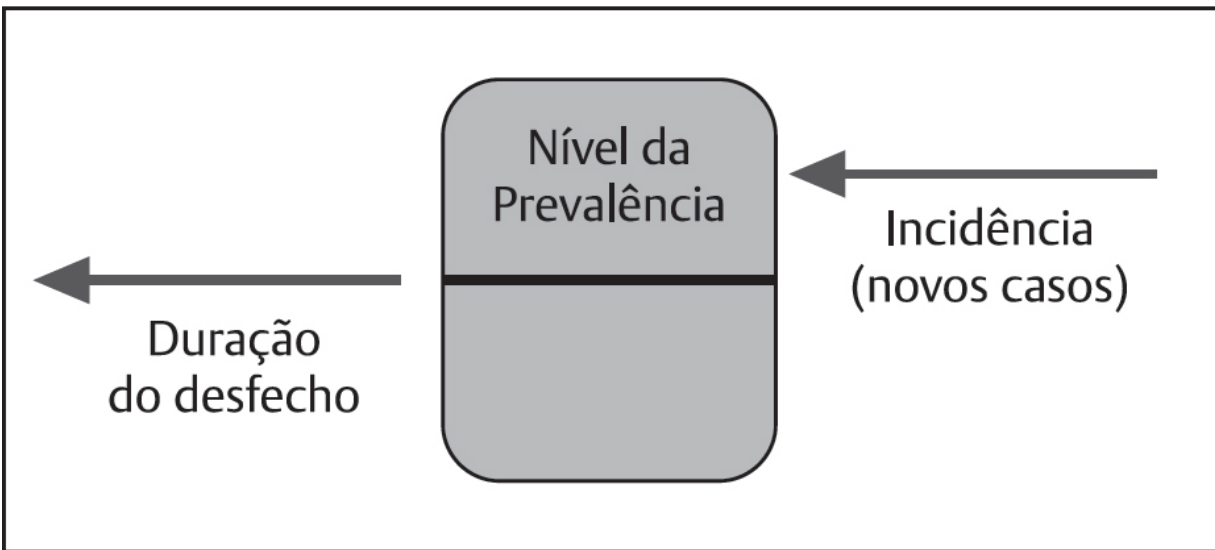 Nível da
Prevalência
Incidência
(novos casos)
Duração
do desfecho